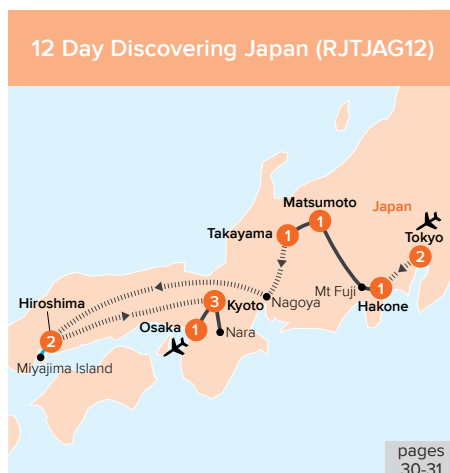 12 Day Discovering Japan (RJTJAG12)
Matsumoto
1
Japan
Takayama
1
Tokyo
2
Mt Fuji
1
Hakone
Nagoya
Hiroshima
3
Kyoto
Osaka
1
Nara
2
Miyajima Island
pages
30-31